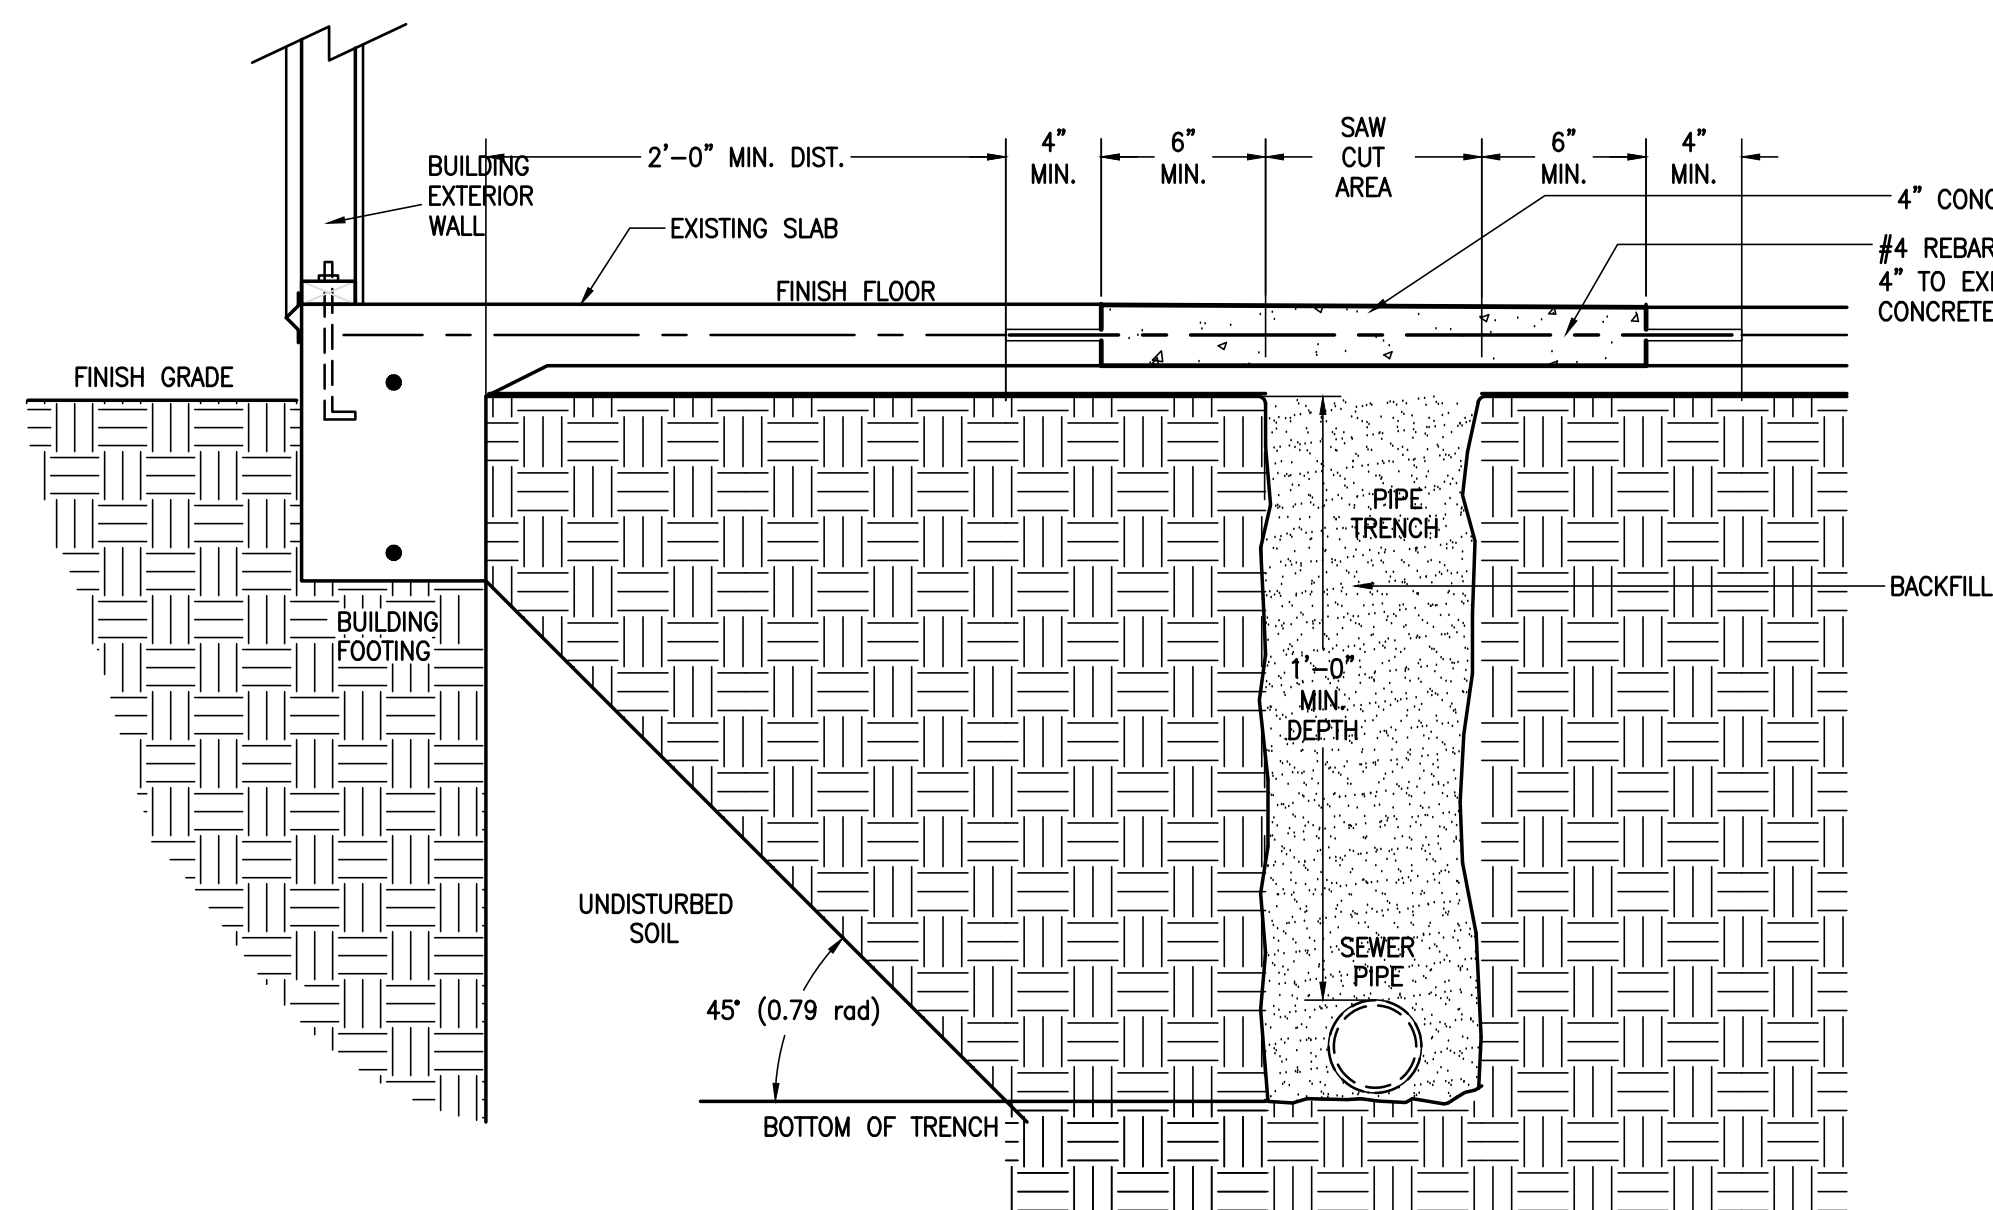 2'-0" MIN. DIST.
4"
MIN.
6"
MIN.
SAW
CUT
AREA
6"
MIN.
4"
MIN.
BUILDING
EXTERIOR
WALL
EXISTING SLAB
4" CONC
#4 REBAR
4" TO EXI
CONCRETE
FINISH FLOOR
FINISH GRADE
PIPE
TRENCH
BACKFILL
BUILDING
FOOTING
1'-0"
MIN.
DEPTH
UNDISTURBED
SOIL
SEWER
PIPE
45° (0.79 rad)
BOTTOM OF TRENCH